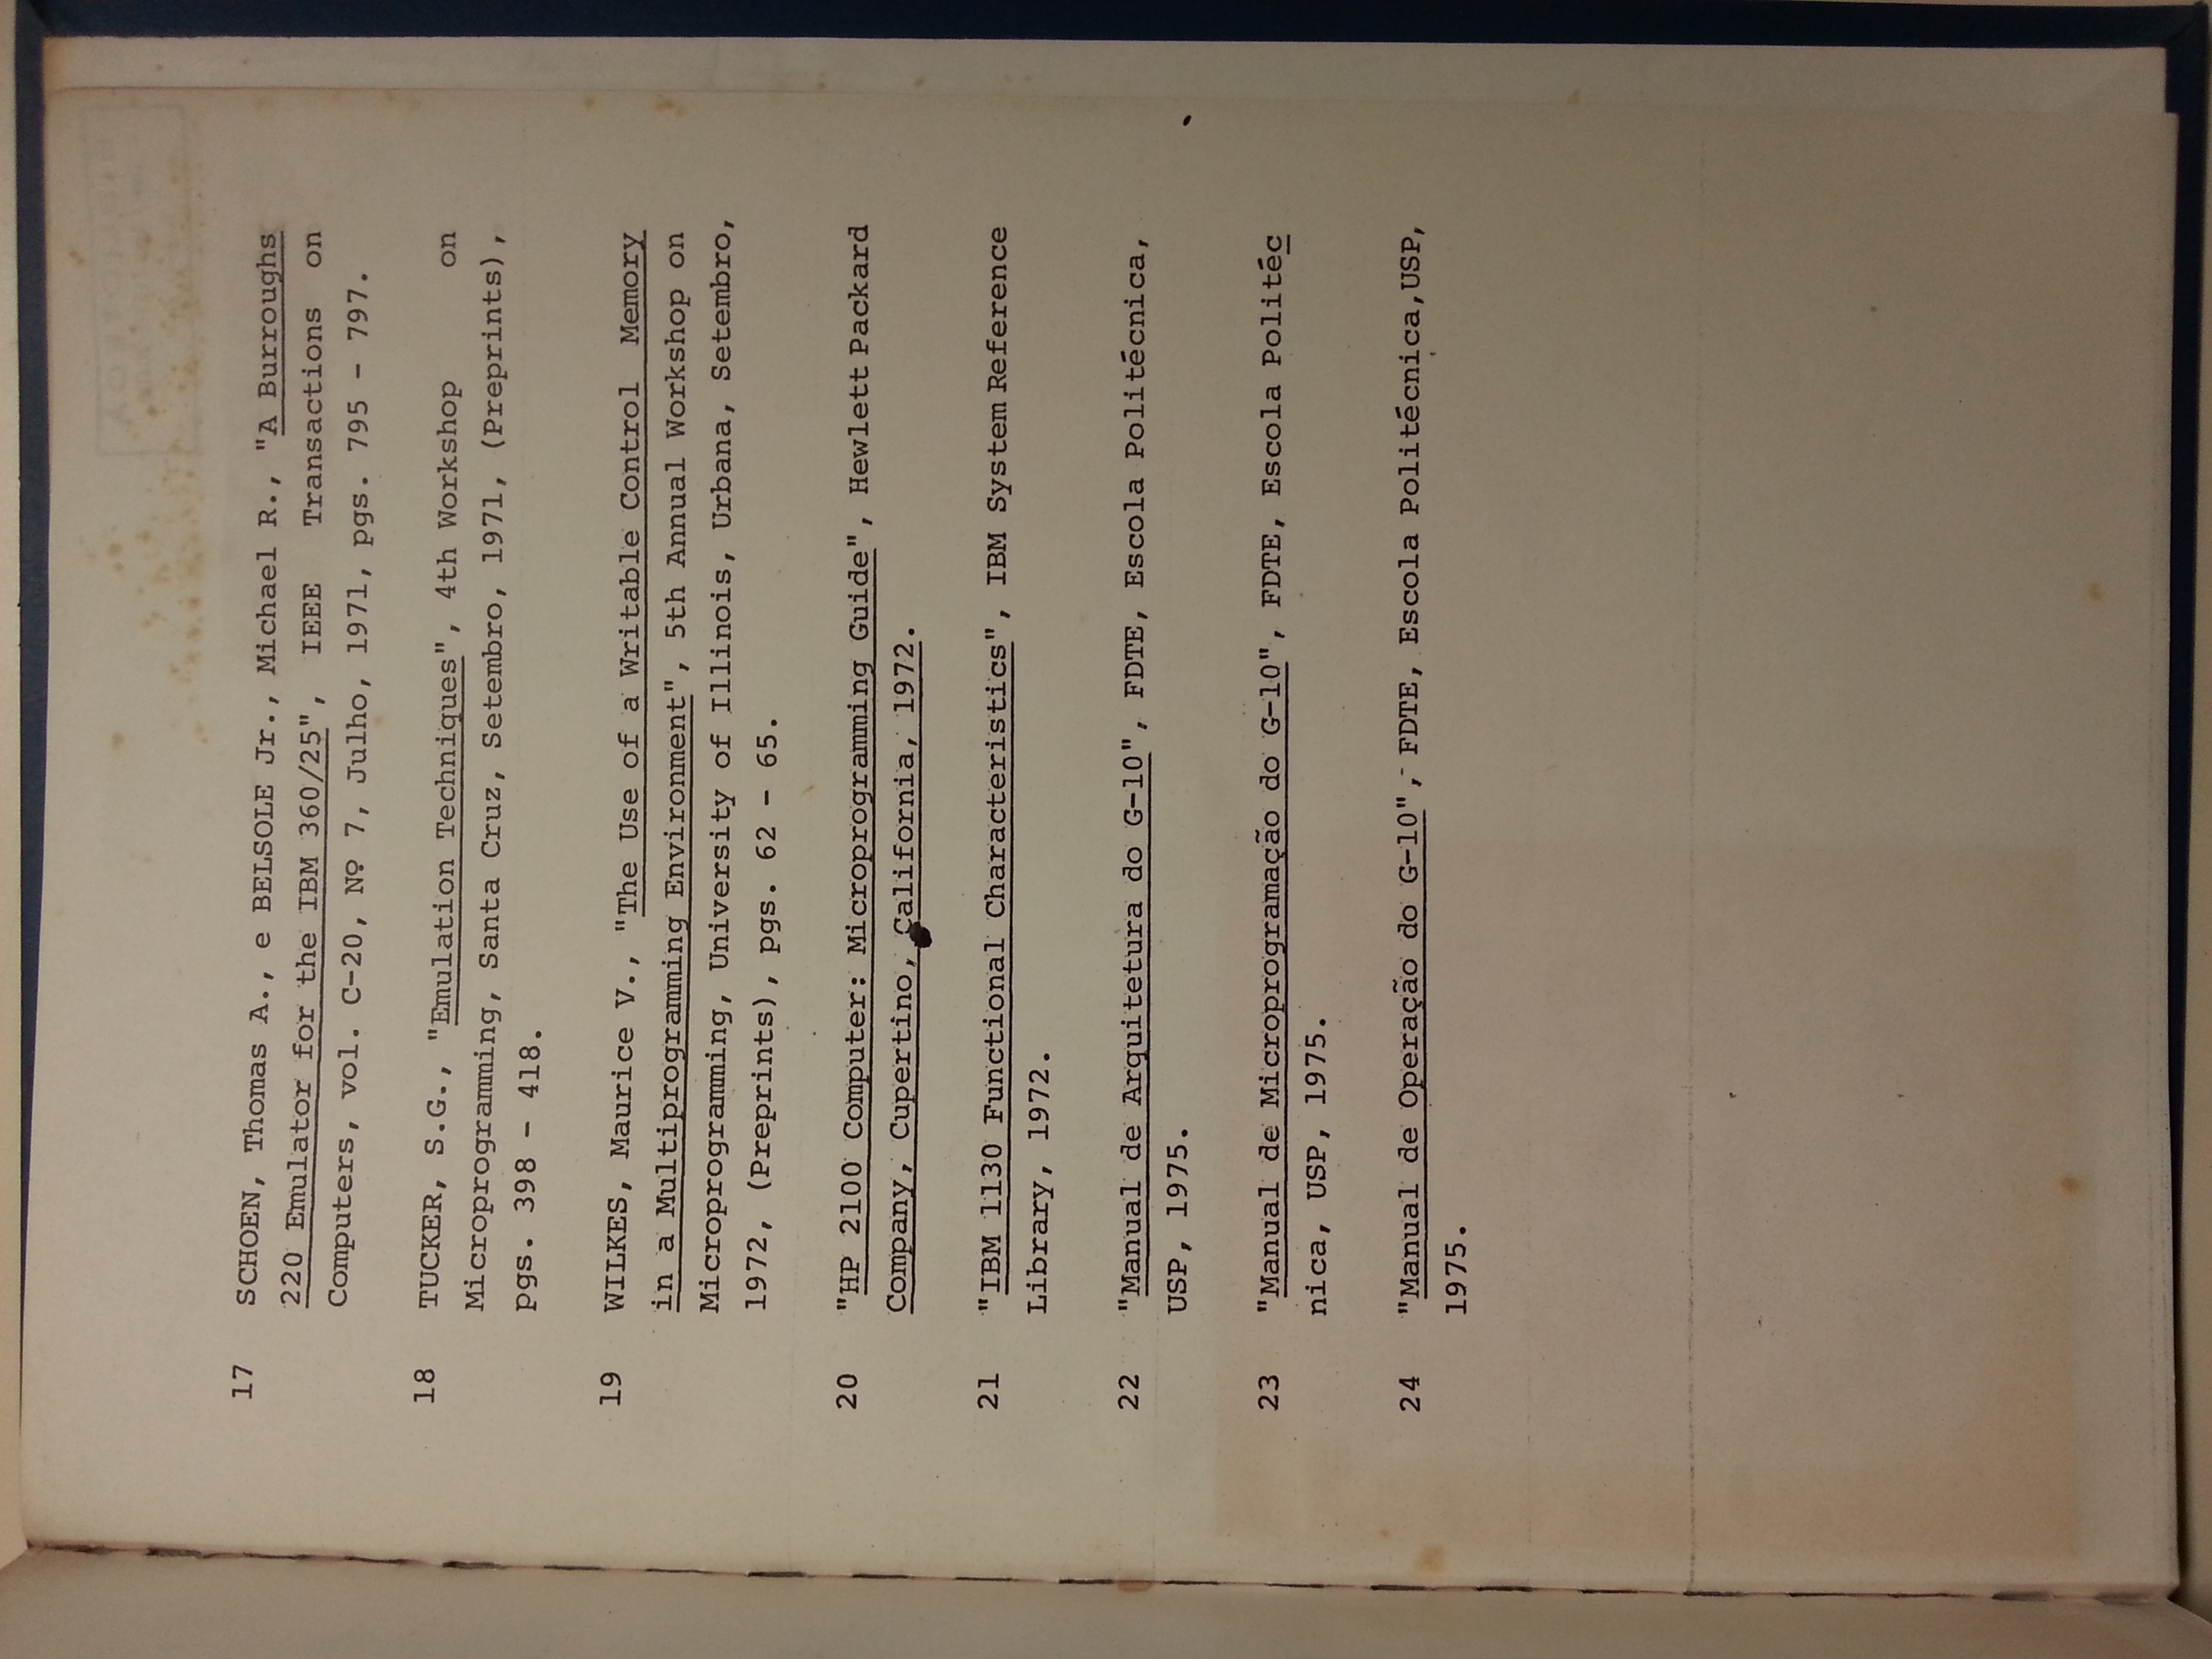 17 SCHOEN, Thomas A., e BELSOLE Jr., Michael R., "A Burroughs
220 Emulator for the IBM 360/25", IEEE Transactions on
Computers, vol. C-20, Nº 7, Julho, 1971, pgs. 795 - 797.
18 TUCKER, S.G., "Emulation Techniques", 4th Workshop on
Microprogramming, Santa Cruz, Setembro, 1971, (Preprints),
pgs. 398 - 418.
19 WILKES, Maurice V., "The Use of a Writable Control Memory
in a Multiprogramming Environment", 5th Annual Workshop on
Microprogramming, University of Illinois, Urbana, Setembro,
1972, (Preprints), pgs. 62 - 65.
20 "HP 2100 Computer: Microprogramming Guide", Hewlett Packard
Company, Cupertino, California, 1972.
21 "IBM 1130 Functional Characteristics", IBM System Reference
Library, 1972.
22 "Manual de Arquitetura do G-10", FDTE, Escola Politécnica,
USP, 1975.
23 "Manual de Microprogramação do G-10", FDTE, Escola Politéc
nica, USP, 1975.
24 "Manual de Operação do G-10", FDTE, Escola Politécnica,USP,
1975.